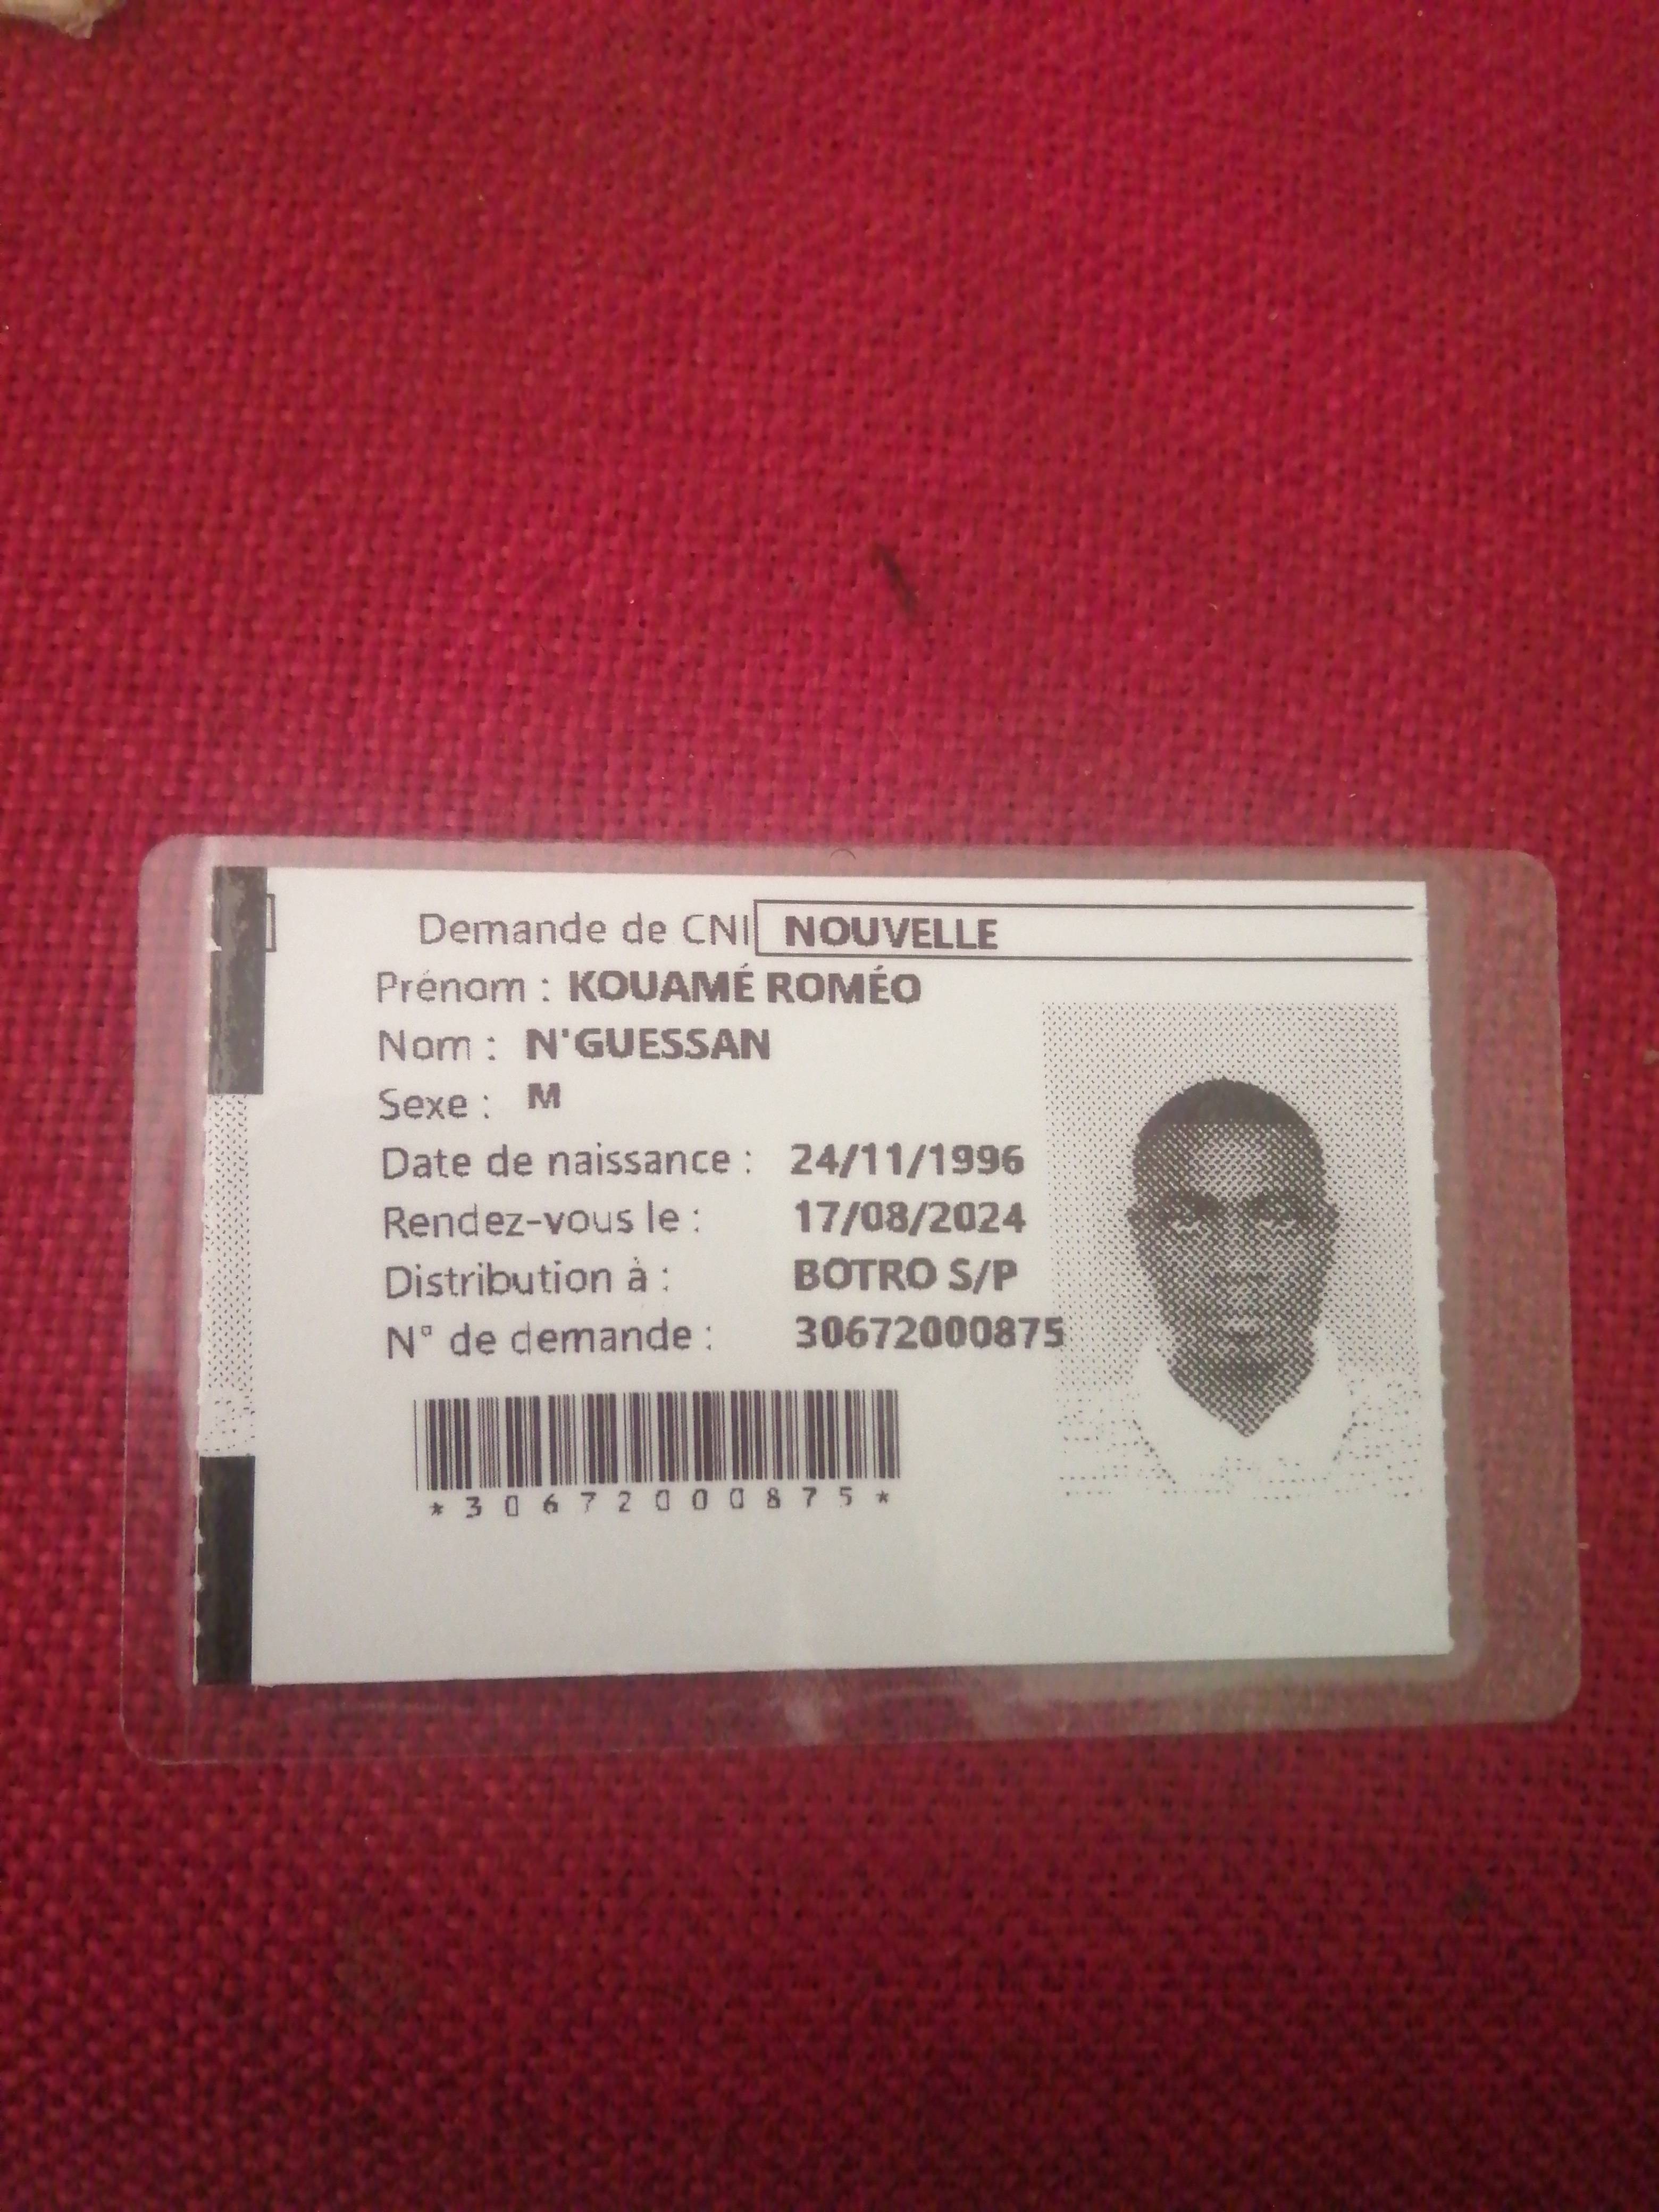 Demande de CNI NOUVELLE
Prénom : KOUAMÉ ROMÉO
Nom : N'GUESSAN
Sexe : M
Date de naissance : 24/11/1996
Rendez-vous le : 17/08/2024
Distribution à : BOTRO S/P
N° de demande : 30672000875
*30672000875*